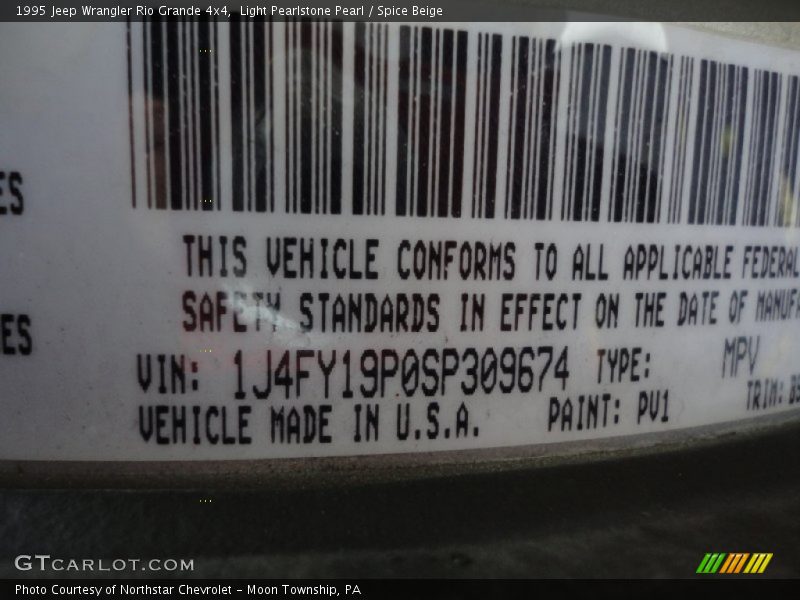 1995 Jeep Wrangler Rio Grande 4x4,  Light Pearlstone Pearl / Spice Beige
ES
THIS VEHICLE CONFORMS TO ALL APPLICABLE FEDERAL
SAFETY STANDARDS IN EFFECT ON THE DATE OF MANUFA
ES
VIN: 1J4FY19P0SP309674 TYPE: MPV
VEHICLE MADE IN U.S.A. PAINT: PV1 TRIM:
GTCARLOT.COM
Photo Courtesy of Northstar Chevrolet - Moon Township, PA